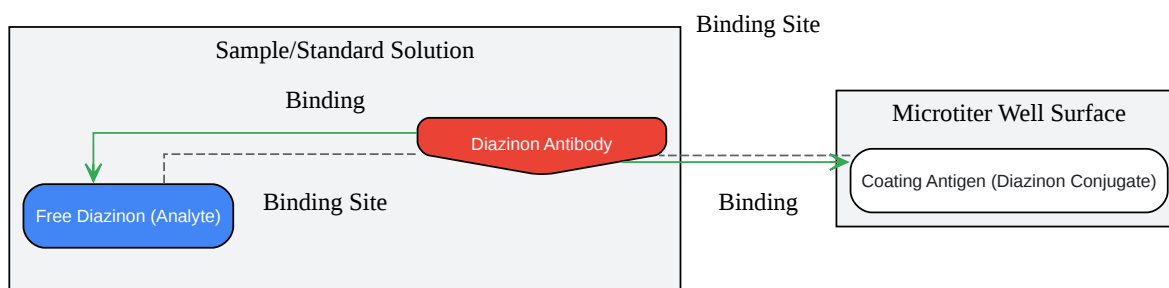 Binding Site
Sample/Standard Solution
Binding
Microtiter Well Surface
Diazinon Antibody
Coating Antigen (Diazinon Conjugate)
Free Diazinon (Analyte)
Binding Site
Binding